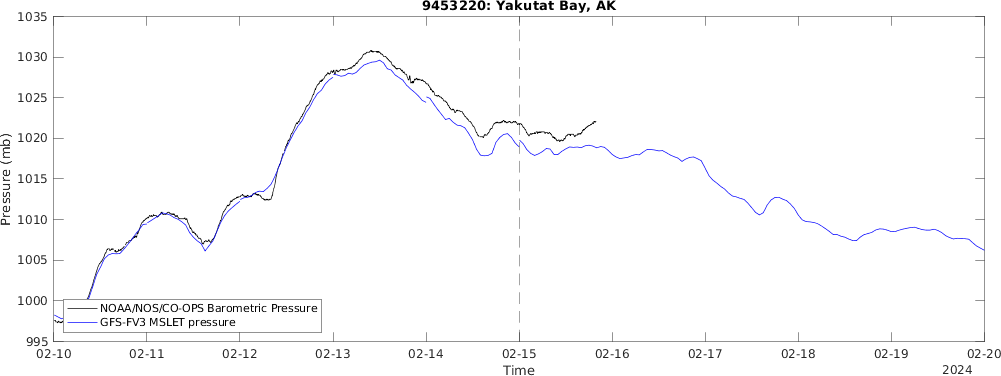 9453220: Yakutat Bay, AK
Pressure (mb)
1035
1030
1025
1020
1015
1010
1005
1000
995
NOAA/NOS/CO-OPS Barometric Pressure
GFS-FV3 MSLET pressure
02-10 02-11 02-12 02-13 02-14 02-15 02-16 02-17 02-18 02-19 02-20
Time
2024